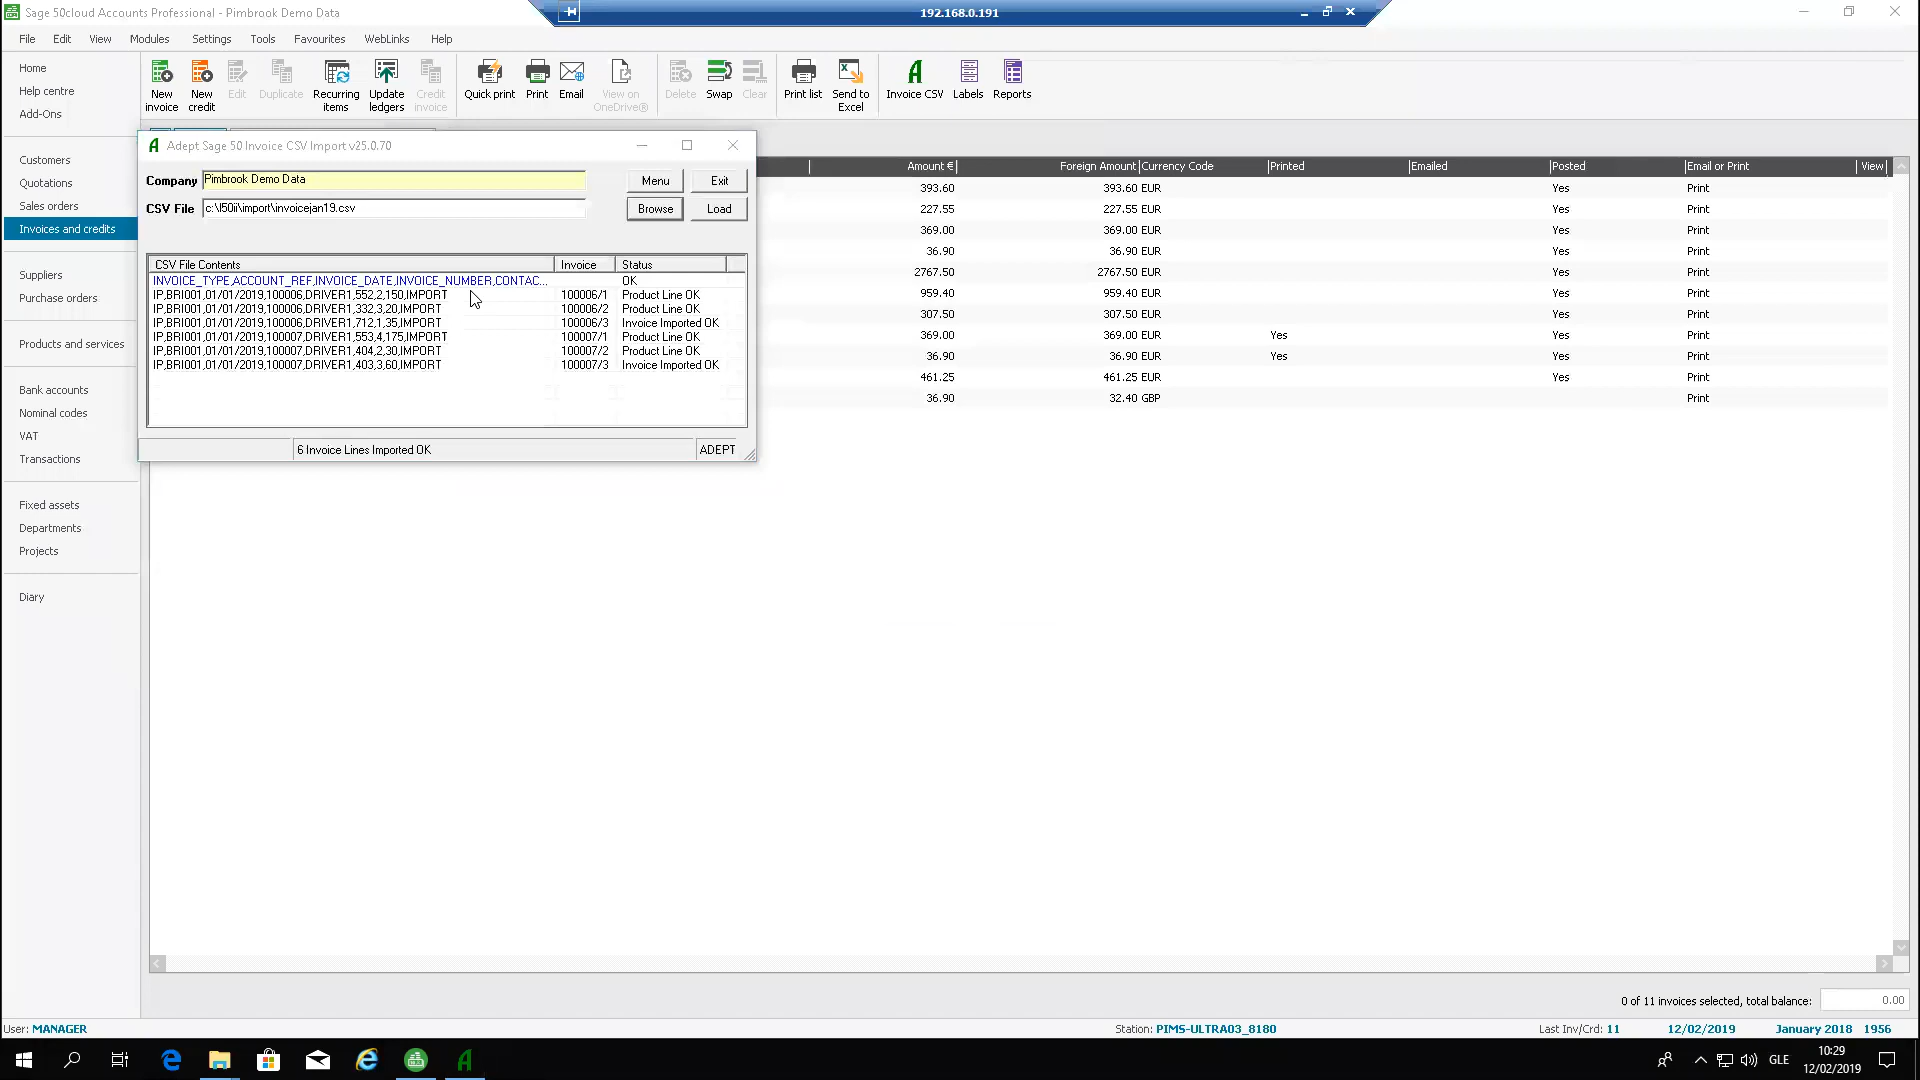 Sage 50cloud Accounts Professional - Pimbrook Demo Data
192.168.0.191
File Edit View Modules Settings Tools Favourites WebLinks Help
Home
Help centre
Add-Ons
Customers
Quotations
Sales orders
Invoices and credits
Suppliers
Purchase orders
Products and services
Bank accounts
Nominal codes
VAT
Transactions
Fixed assets
Departments
Projects
Diary
New invoice
New credit
Edit
Duplicate
Recurring items
Update ledgers
Credit invoice
Quick print
Print
Email
View on OneDrive®
Delete
Swap
Clear
Print list
Send to Excel
Invoice CSV
Labels
Reports
Adept Sage 50 Invoice CSV Import v25.0.70
Company Pimbrook Demo Data Menu Exit
CSV File c:\l50ii\import\invoicejan19.csv Browse Load
CSV File Contents Invoice Status
INVOICE_TYPE,ACCOUNT_REF,INVOICE_DATE,INVOICE_NUMBER,CONTAC... OK
IP,BRI001,01/01/2019,100006,DRIVER1,552,2,150,IMPORT 100006/1 Product Line OK
IP,BRI001,01/01/2019,100006,DRIVER1,332,3,20,IMPORT 100006/2 Product Line OK
IP,BRI001,01/01/2019,100006,DRIVER1,712,1,35,IMPORT 100006/3 Invoice Imported OK
IP,BRI001,01/01/2019,100007,DRIVER1,553,4,175,IMPORT 100007/1 Product Line OK
IP,BRI001,01/01/2019,100007,DRIVER1,404,2,30,IMPORT 100007/2 Product Line OK
IP,BRI001,01/01/2019,100007,DRIVER1,403,3,60,IMPORT 100007/3 Invoice Imported OK
6 Invoice Lines Imported OK ADEPT
Amount € Foreign Amount Currency Code Printed Emailed Posted Email or Print View
393.60 393.60 EUR Yes Print
227.55 227.55 EUR Yes Print
369.00 369.00 EUR Yes Print
36.90 36.90 EUR Yes Print
2767.50 2767.50 EUR Yes Print
959.40 959.40 EUR Yes Print
307.50 307.50 EUR Yes Print
369.00 369.00 EUR Yes Yes Print
36.90 36.90 EUR Yes Yes Print
461.25 461.25 EUR Yes Print
36.90 32.40 GBP Print
0 of 11 invoices selected, total balance: 0.00
User: MANAGER Station: PIMS-ULTRA03_8180 Last Inv/Crd: 11 12/02/2019 January 2018 1956
GLE
10:29
12/02/2019